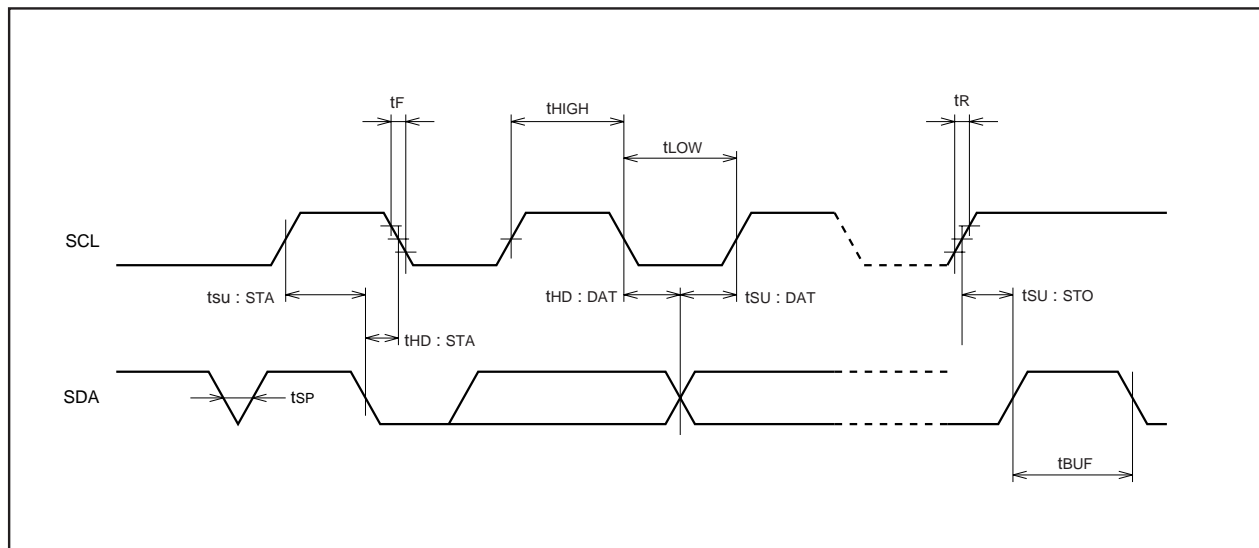 tF
tHIGH
tR
tLOW
SCL
tsu : STA
tHD : DAT
tSU : DAT
tSU : STO
tHD : STA
SDA
tSP
tBUF